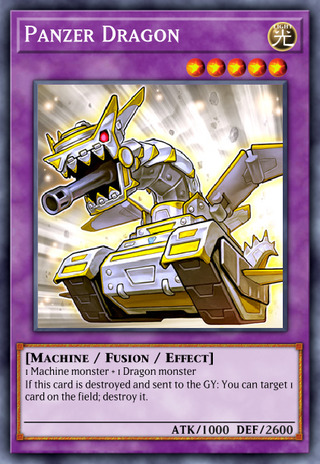 Panzer Dragon
LIGHT
光
[Machine / Fusion / Effect]
1 Machine monster + 1 Dragon monster
If this card is destroyed and sent to the GY: You can target 1
card on the field; destroy it.
ATK/1000 DEF/2600